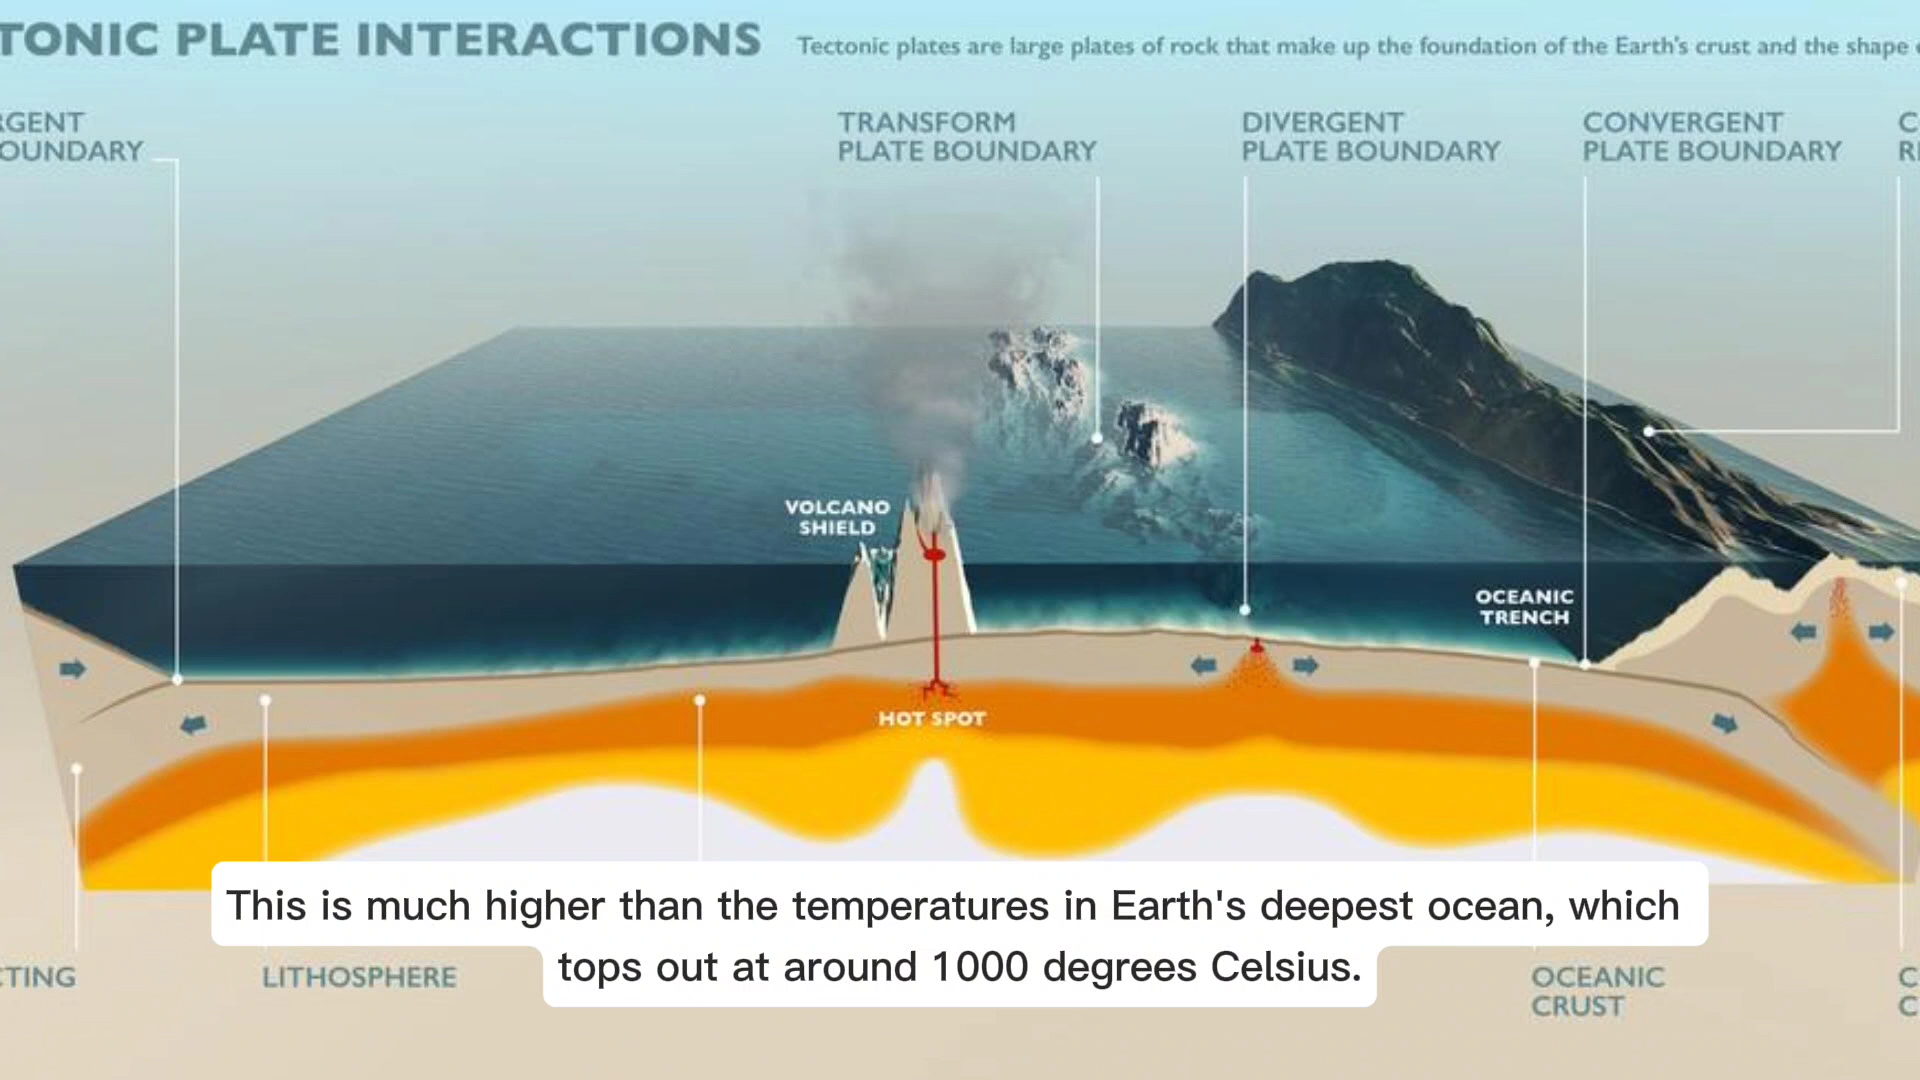 TONIC PLATE INTERACTIONS
Tectonic plates are large plates of rock that make up the foundation of the Earth's crust and the shape
RGENT
OUNDARY
TRANSFORM
PLATE BOUNDARY
DIVERGENT
PLATE BOUNDARY
CONVERGENT
PLATE BOUNDARY
VOLCANO
SHIELD
OCEANIC
TRENCH
HOT SPOT
This is much higher than the temperatures in Earth's deepest ocean, which
tops out at around 1000 degrees Celsius.
CTING
LITHOSPHERE
OCEANIC
CRUST